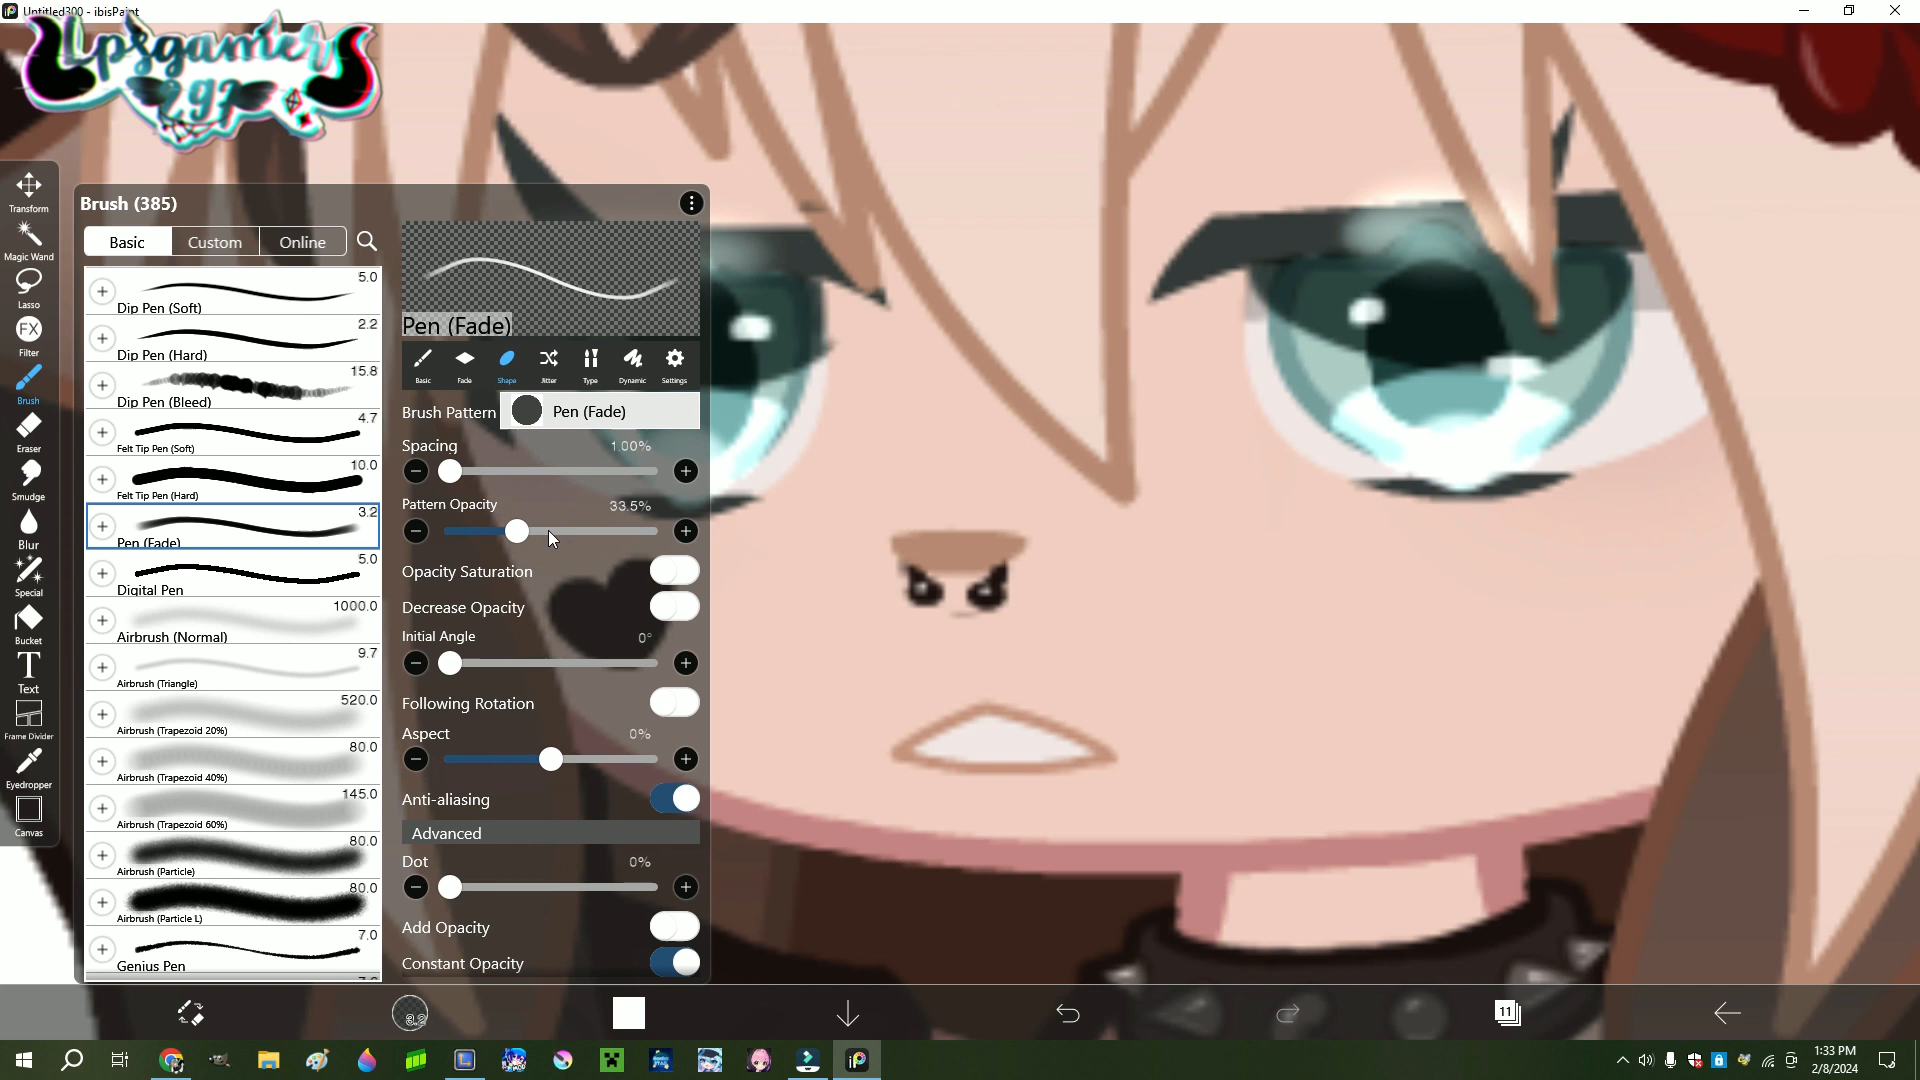 Untitled300 - ibisPaint
Lpsgamer
297
Transform
Magic Wand
Lasso
FX
Filter
Brush
Eraser
Smudge
Blur
Special
Bucket
T
Text
Frame Divider
Eyedropper
Canvas
Brush (385)
Basic
Custom
Online
5.0
Dip Pen (Soft)
2.2
Dip Pen (Hard)
15.8
Dip Pen (Bleed)
4.7
Felt Tip Pen (Soft)
10.0
Felt Tip Pen (Hard)
3.2
Pen (Fade)
5.0
Digital Pen
1000.0
Airbrush (Normal)
9.7
Airbrush (Triangle)
520.0
Airbrush (Trapezoid 20%)
80.0
Airbrush (Trapezoid 40%)
145.0
Airbrush (Trapezoid 60%)
80.0
Airbrush (Particle)
80.0
Airbrush (Particle L)
7.0
Genius Pen
Pen (Fade)
Basic
Fade
Shape
Jitter
Type
Dynamic
Settings
Brush Pattern
Pen (Fade)
Spacing 1.00%
Pattern Opacity 33.5%
Opacity Saturation
Decrease Opacity
Initial Angle 0°
Following Rotation
Aspect 0%
Anti-aliasing
Advanced
Dot 0%
Add Opacity
Constant Opacity
3.2
11
1:33 PM
2/8/2024